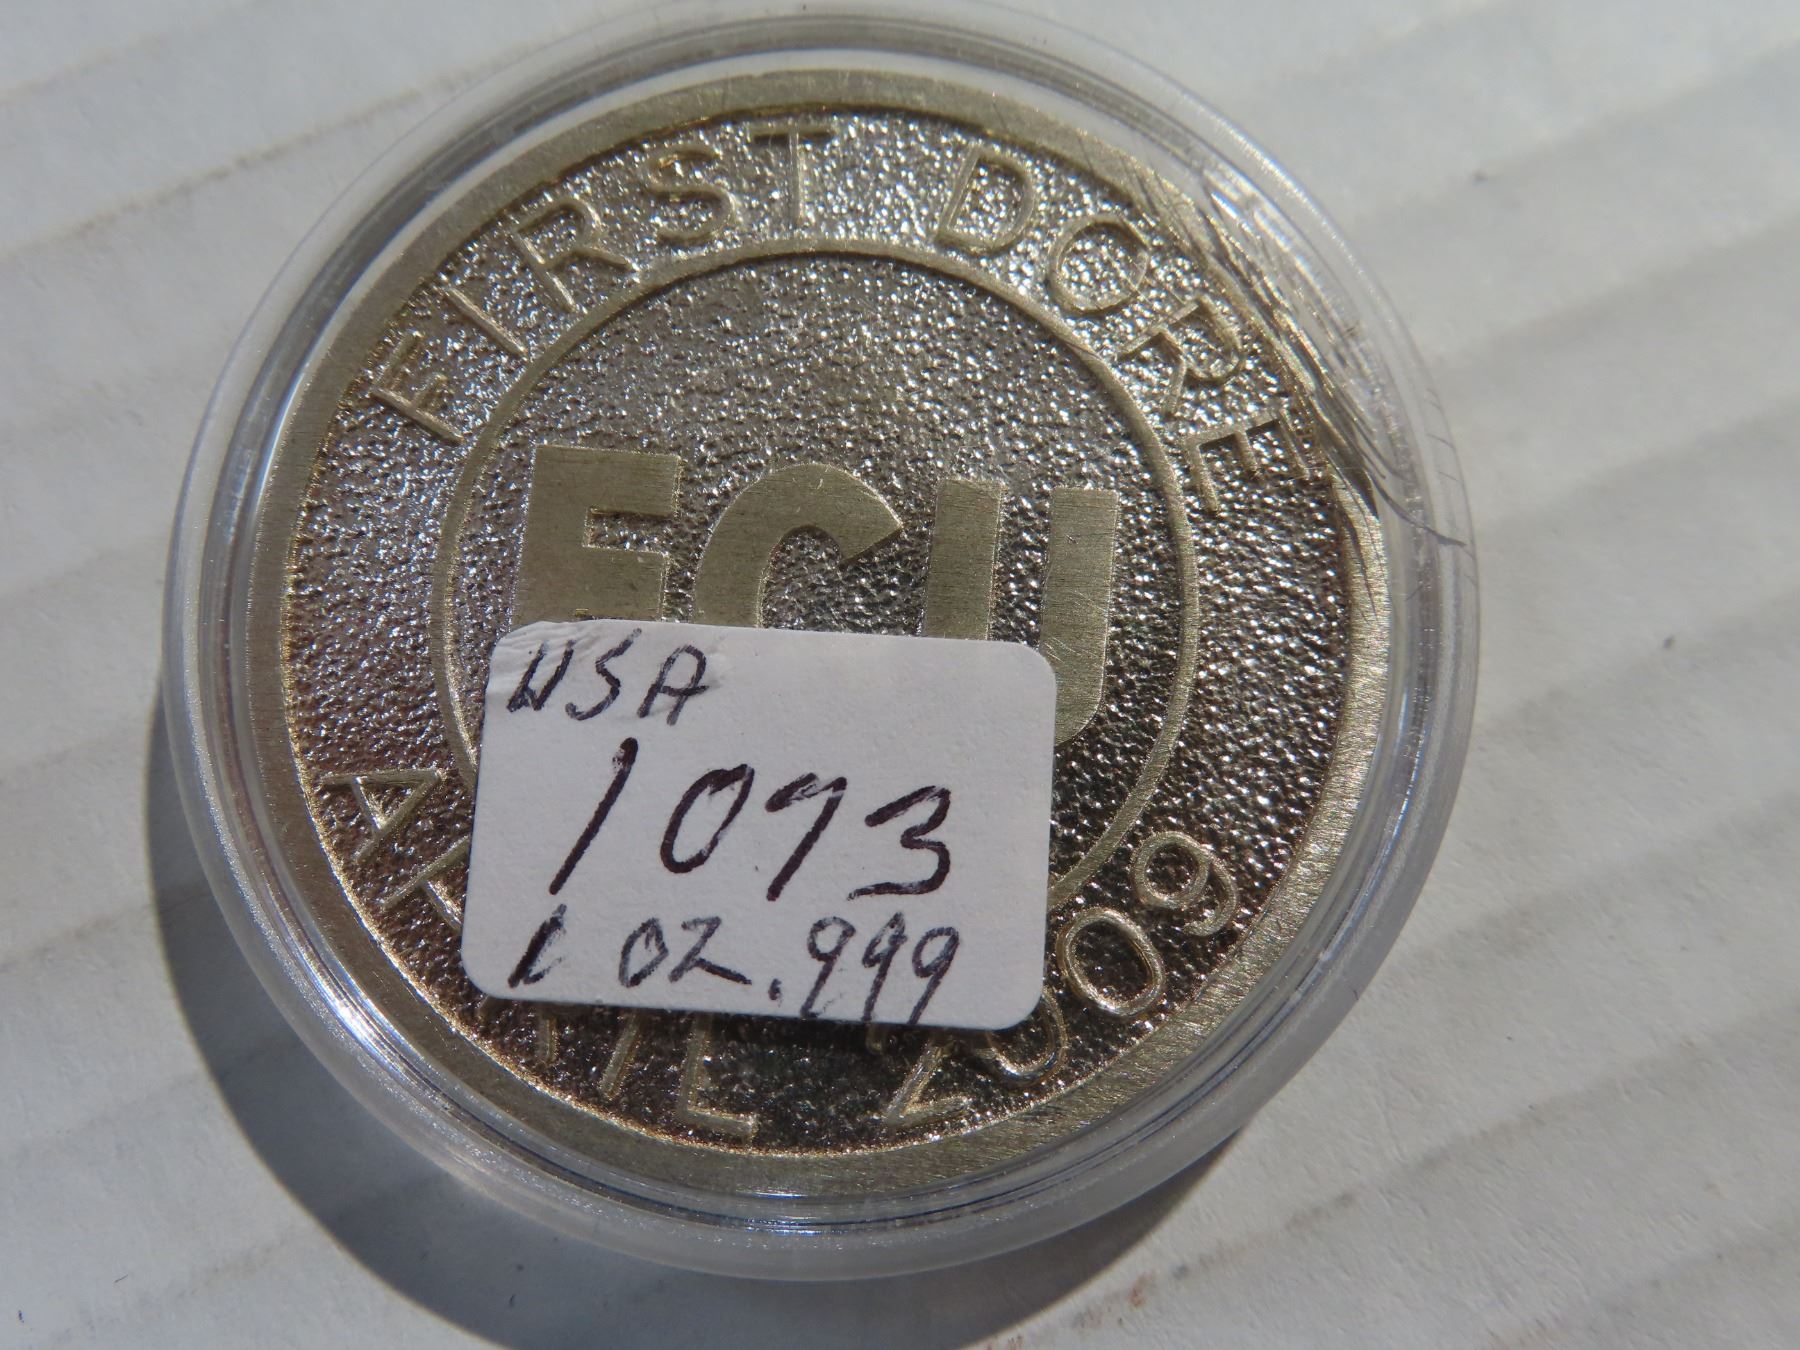 FIRST DORE
ECU
APRIL 2009
USA
1073
1 OZ .999